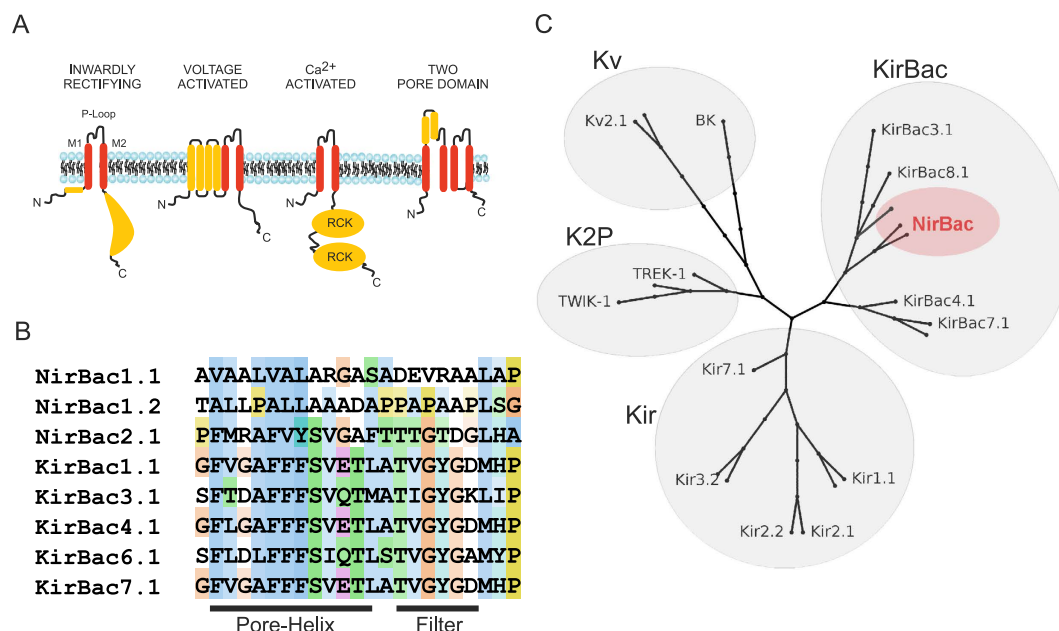 A
INWARDLY
RECTIFYING
VOLTAGE
ACTIVATED
Ca2+
ACTIVATED
TWO
PORE DOMAIN
P-Loop
M1
M2
N
C
N
C
N
RCK
RCK
C
N
C
B
NirBac1.1 AVAALVALARGASADEVRAALAP
NirBac1.2 TALLPALLAAADAPPAPAAPLSG
NirBac2.1 PFMRAFVYSVGAFTTTGTDGLHA
KirBac1.1 GFVGAFFFSVETLATVGYGDMHP
KirBac3.1 SFTDAFFFSVQTMATIGYGKLIP
KirBac4.1 GFLGAFFFSVETLATVGYGDMHP
KirBac6.1 SFLDLFFFSIQTLSTVGYGAMYP
KirBac7.1 GFVGAFFFSVETLATVGYGDMHP
Pore-Helix
Filter
C
Kv
Kv2.1
BK
KirBac
KirBac3.1
KirBac8.1
NirBac
KirBac4.1
KirBac7.1
K2P
TREK-1
TWIK-1
Kir
Kir7.1
Kir3.2
Kir1.1
Kir2.2
Kir2.1